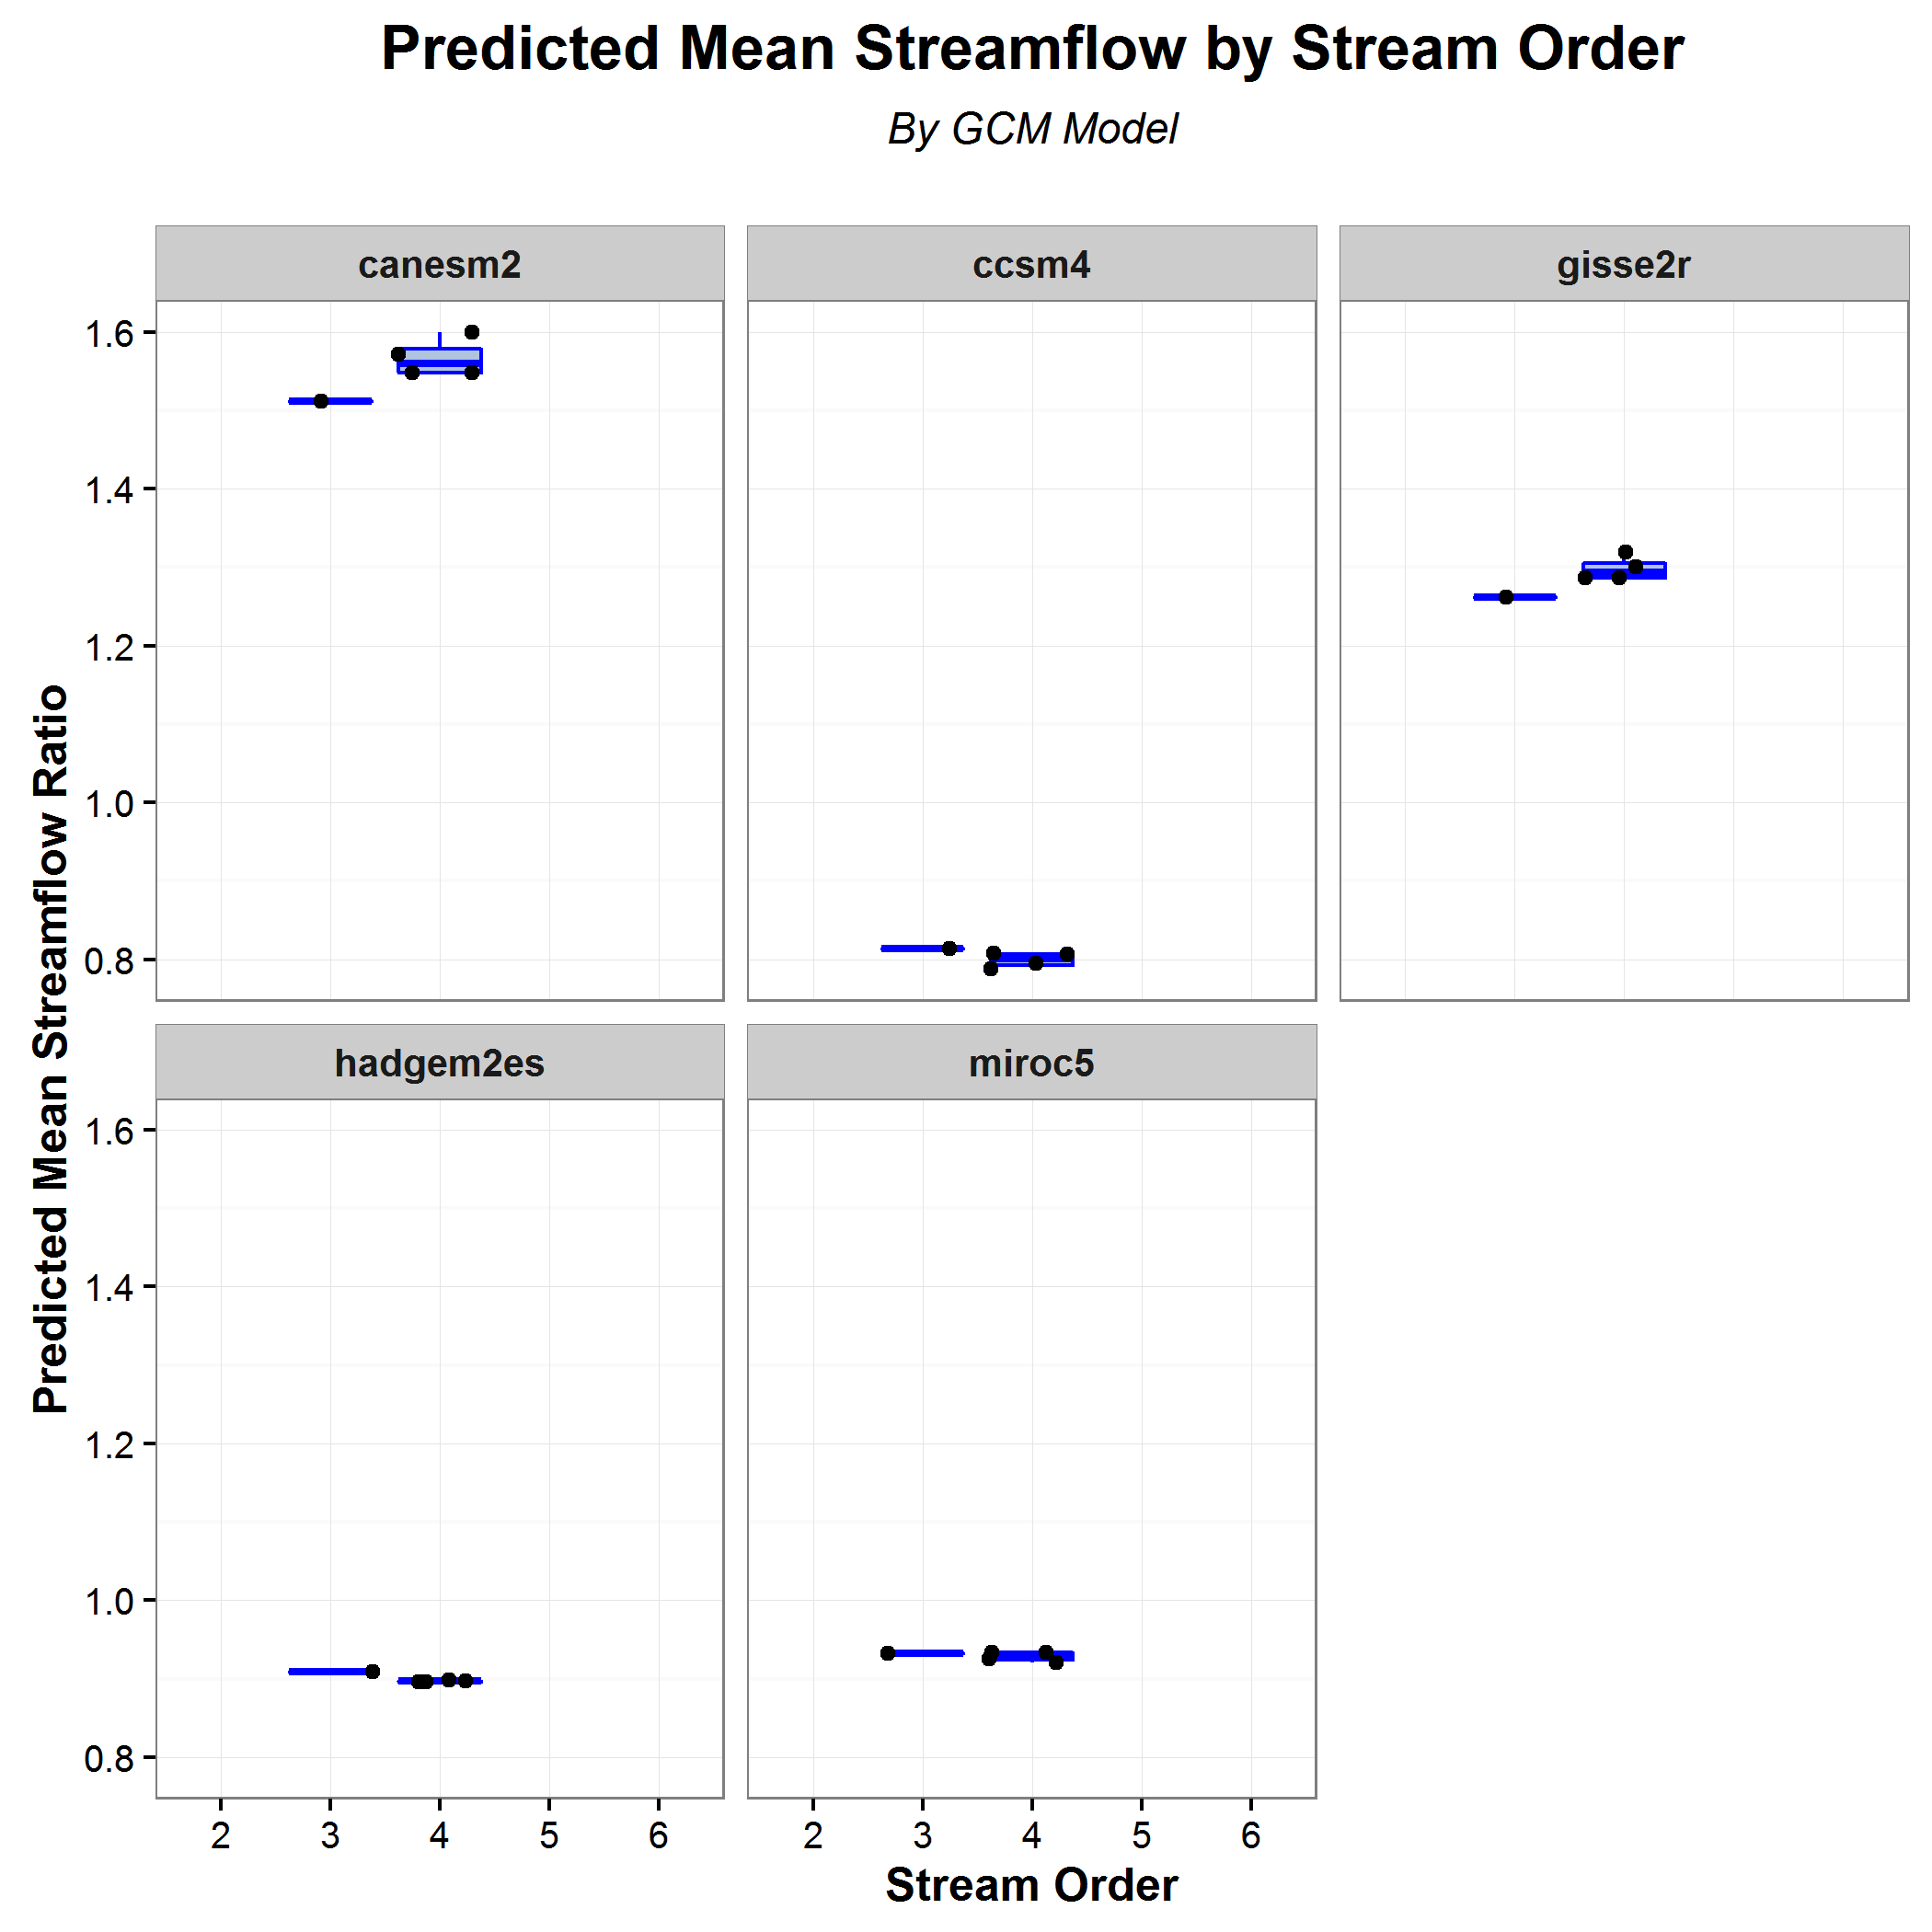 Predicted Mean Streamflow by Stream Order
By GCM Model
canesm2
ccsm4
gisse2r
1.6
1.4
1.2
1.0
0.8
hadgem2es
miroc5
1.6
1.4
1.2
1.0
0.8
2 3 4 5 6
2 3 4 5 6
Stream Order
Predicted Mean Streamflow Ratio